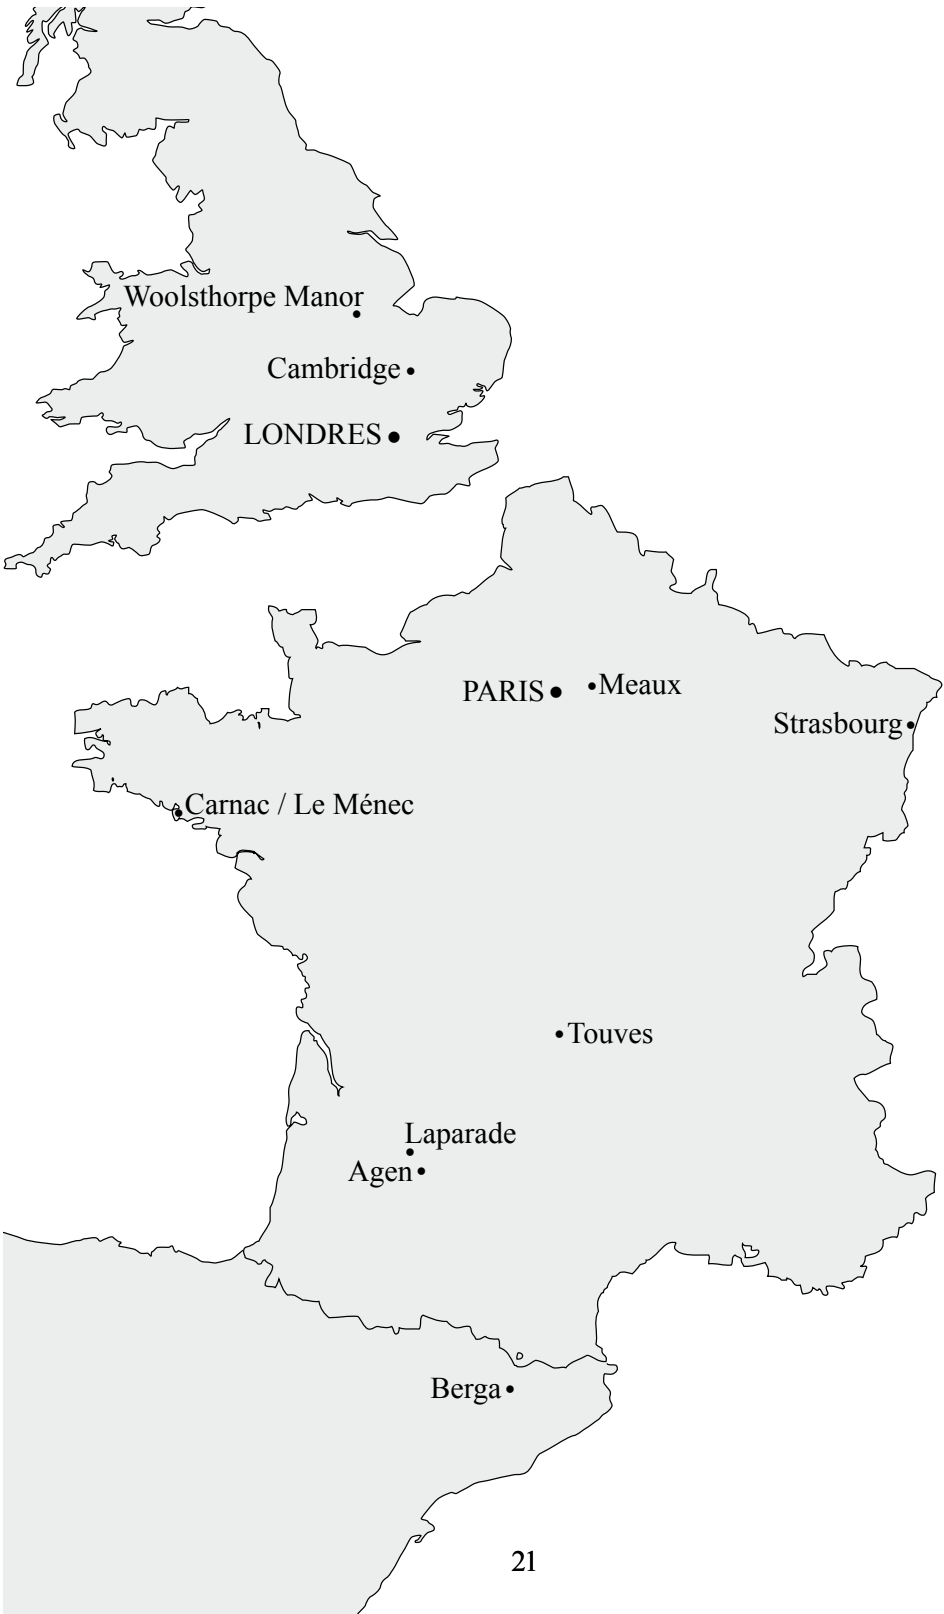 Woolsthorpe Manor
Cambridge
LONDRES
PARIS
Meaux
Strasbourg
Carnac / Le Ménec
Touves
Laparade
Agen
Berga
21